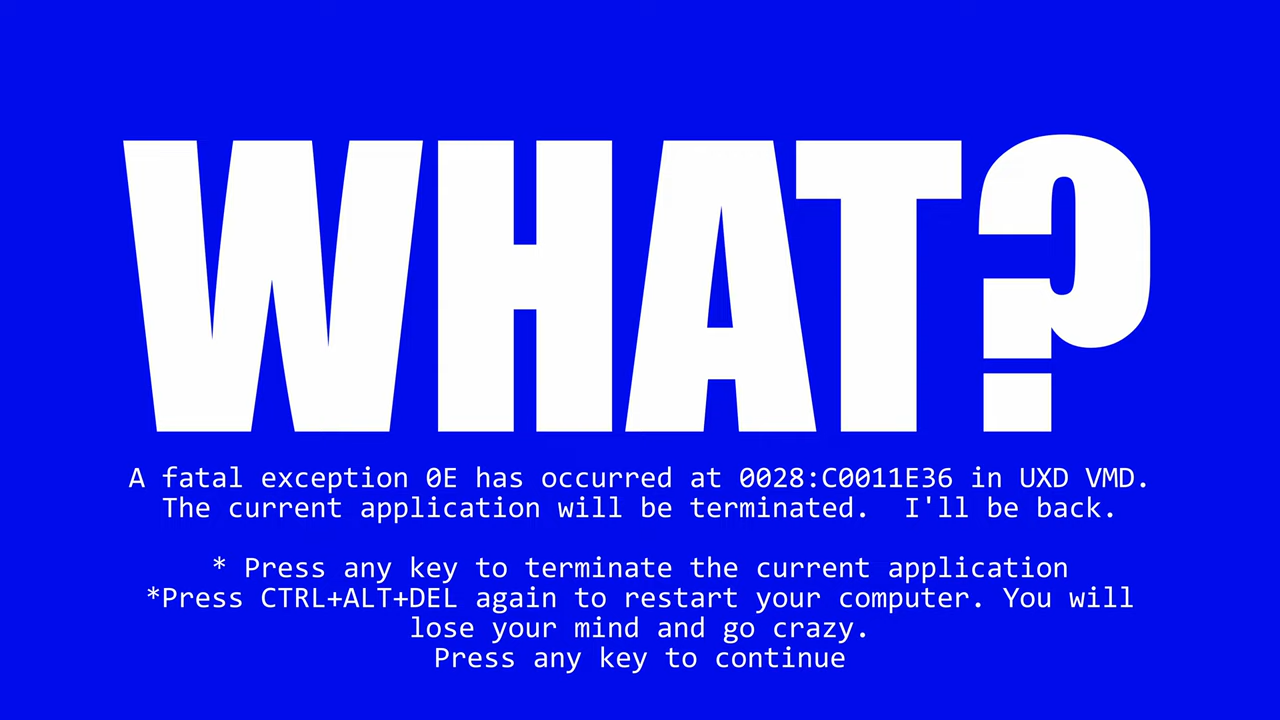 WHAT?
A fatal exception 0E has occurred at 0028:C0011E36 in UXD VMD.
The current application will be terminated.  I'll be back.
* Press any key to terminate the current application
*Press CTRL+ALT+DEL again to restart your computer. You will
lose your mind and go crazy.
Press any key to continue